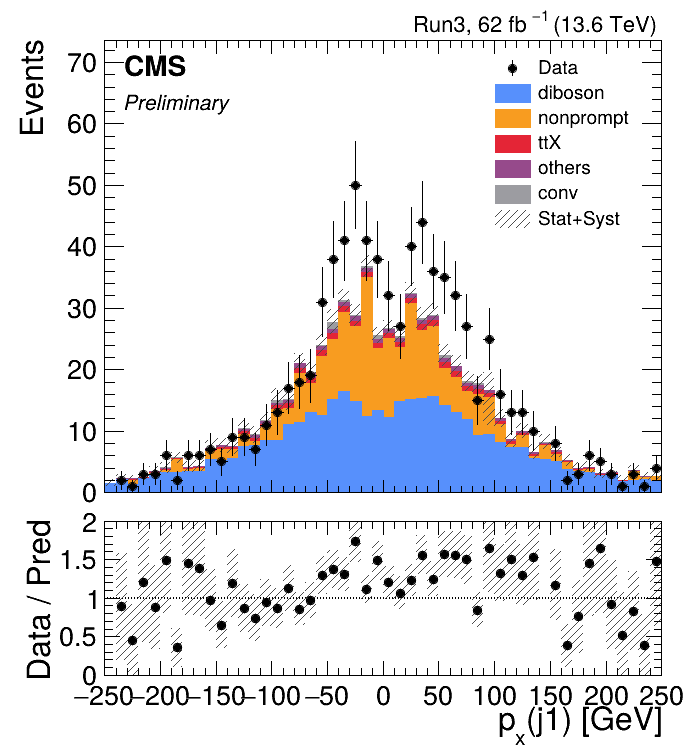 Run3, 62 fb⁻¹ (13.6 TeV)
CMS
Preliminary
Events
70
60
50
40
30
20
10
0
Data
diboson
nonprompt
ttX
others
conv
Stat+Syst
Data / Pred
2
1.5
1
0.5
0
−250 −200 −150 −100 −50 0 50 100 150 200 250
pₓ(j1) [GeV]